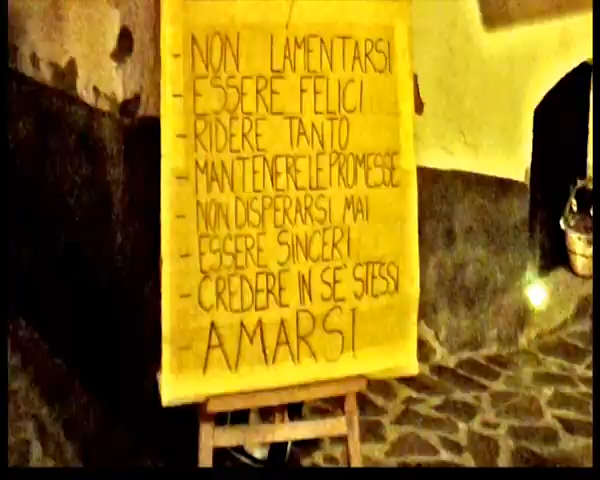 - NON LAMENTARSI
- ESSERE FELICI
- RIDERE TANTO
- MANTENERE LE PROMESSE
- NON DISPERARSI MAI
- ESSERE SINCERI
- CREDERE IN SE STESSI
- AMARSI